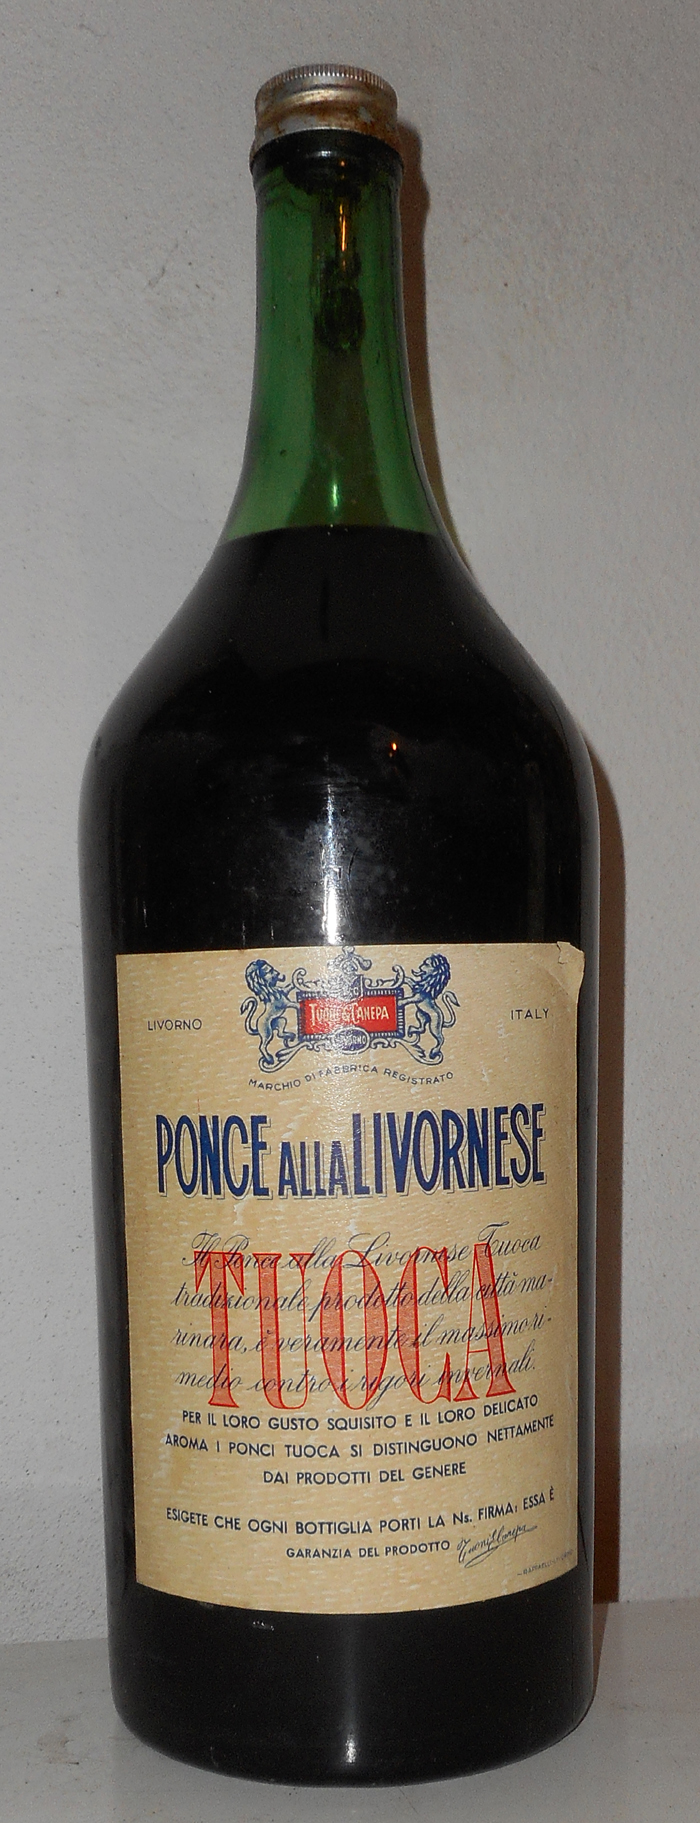 LIVORNO
ITALY
TUONI & CANEPA
LIVORNO
MARCHIO DI FABBRICA REGISTRATO
PONCE ALLA LIVORNESE
TUOCA
Il Ponce alla Livornese Tuoca
tradizionale prodotto della città ma-
rinara, è veramente il massimo ri-
medio contro i rigori invernali.
PER IL LORO GUSTO SQUISITO E IL LORO DELICATO
AROMA I PONCI TUOCA SI DISTINGUONO NETTAMENTE
DAI PRODOTTI DEL GENERE
ESIGETE CHE OGNI BOTTIGLIA PORTI LA Ns. FIRMA: ESSA È
GARANZIA DEL PRODOTTO Tuoni & Canepa